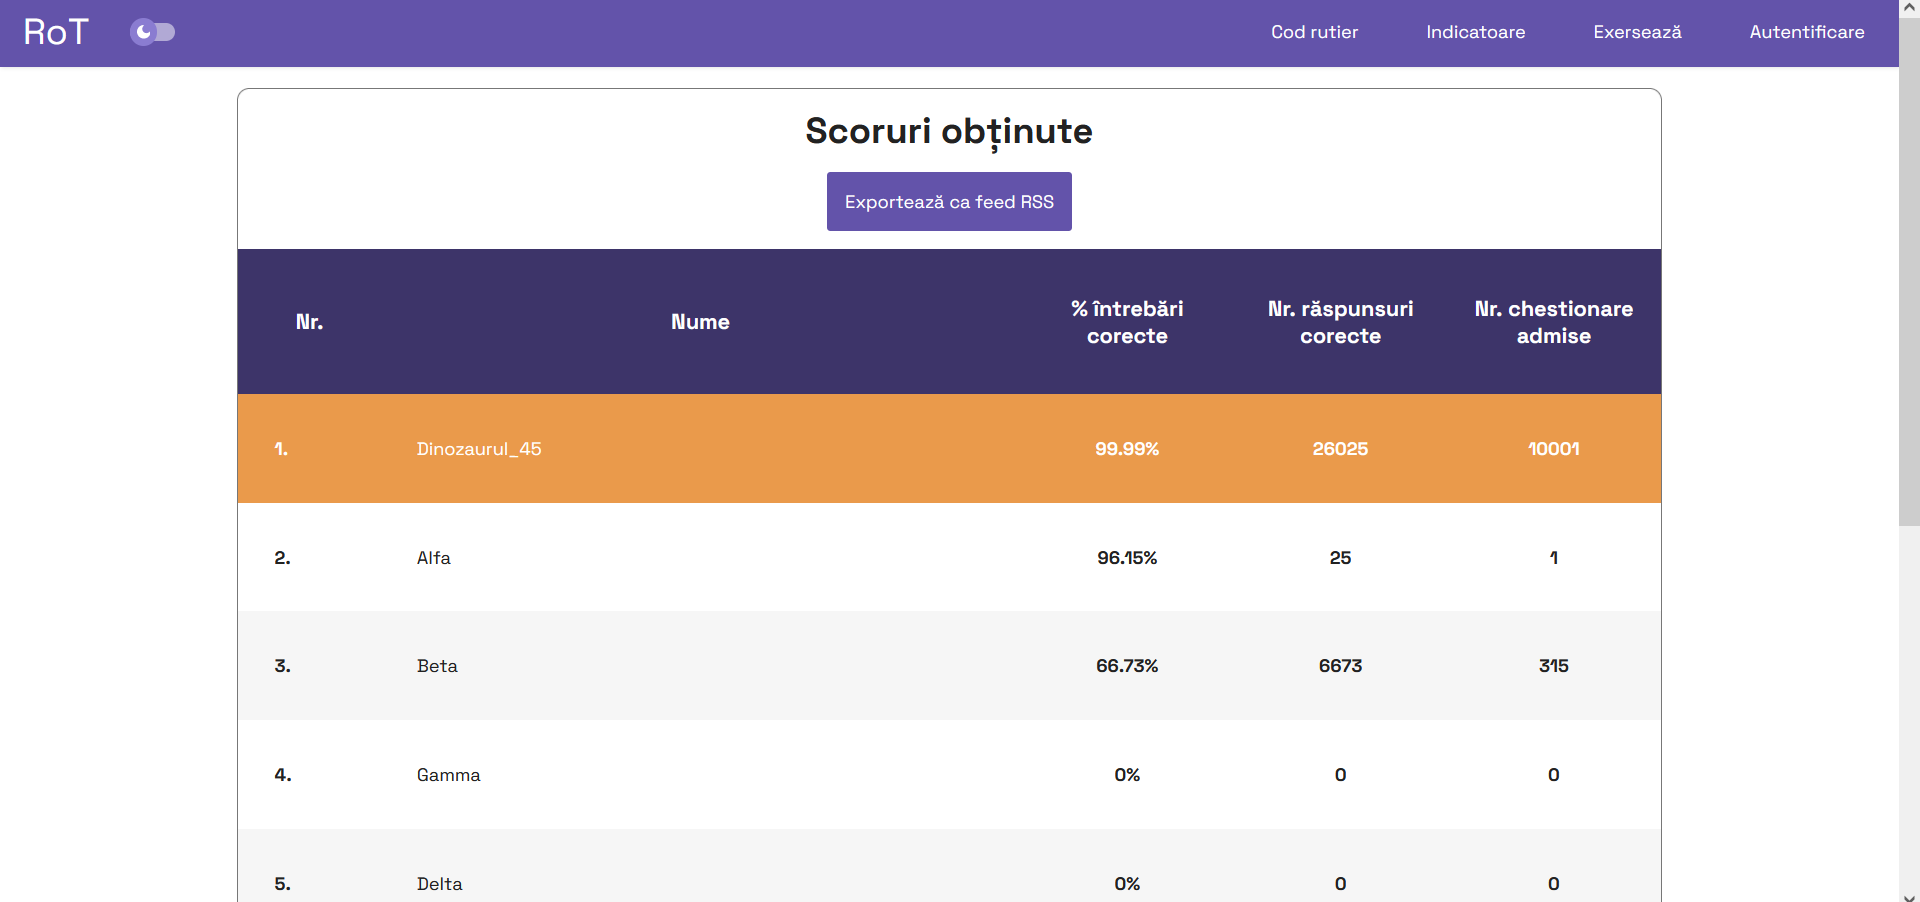 RoT
Cod rutier Indicatoare Exersează Autentificare
Scoruri obținute
Exportează ca feed RSS
Nr. Nume % întrebări corecte Nr. răspunsuri corecte Nr. chestionare admise
1. Dinozaurul_45 99.99% 26025 10001
2. Alfa 96.15% 25 1
3. Beta 66.73% 6673 315
4. Gamma 0% 0 0
5. Delta 0% 0 0